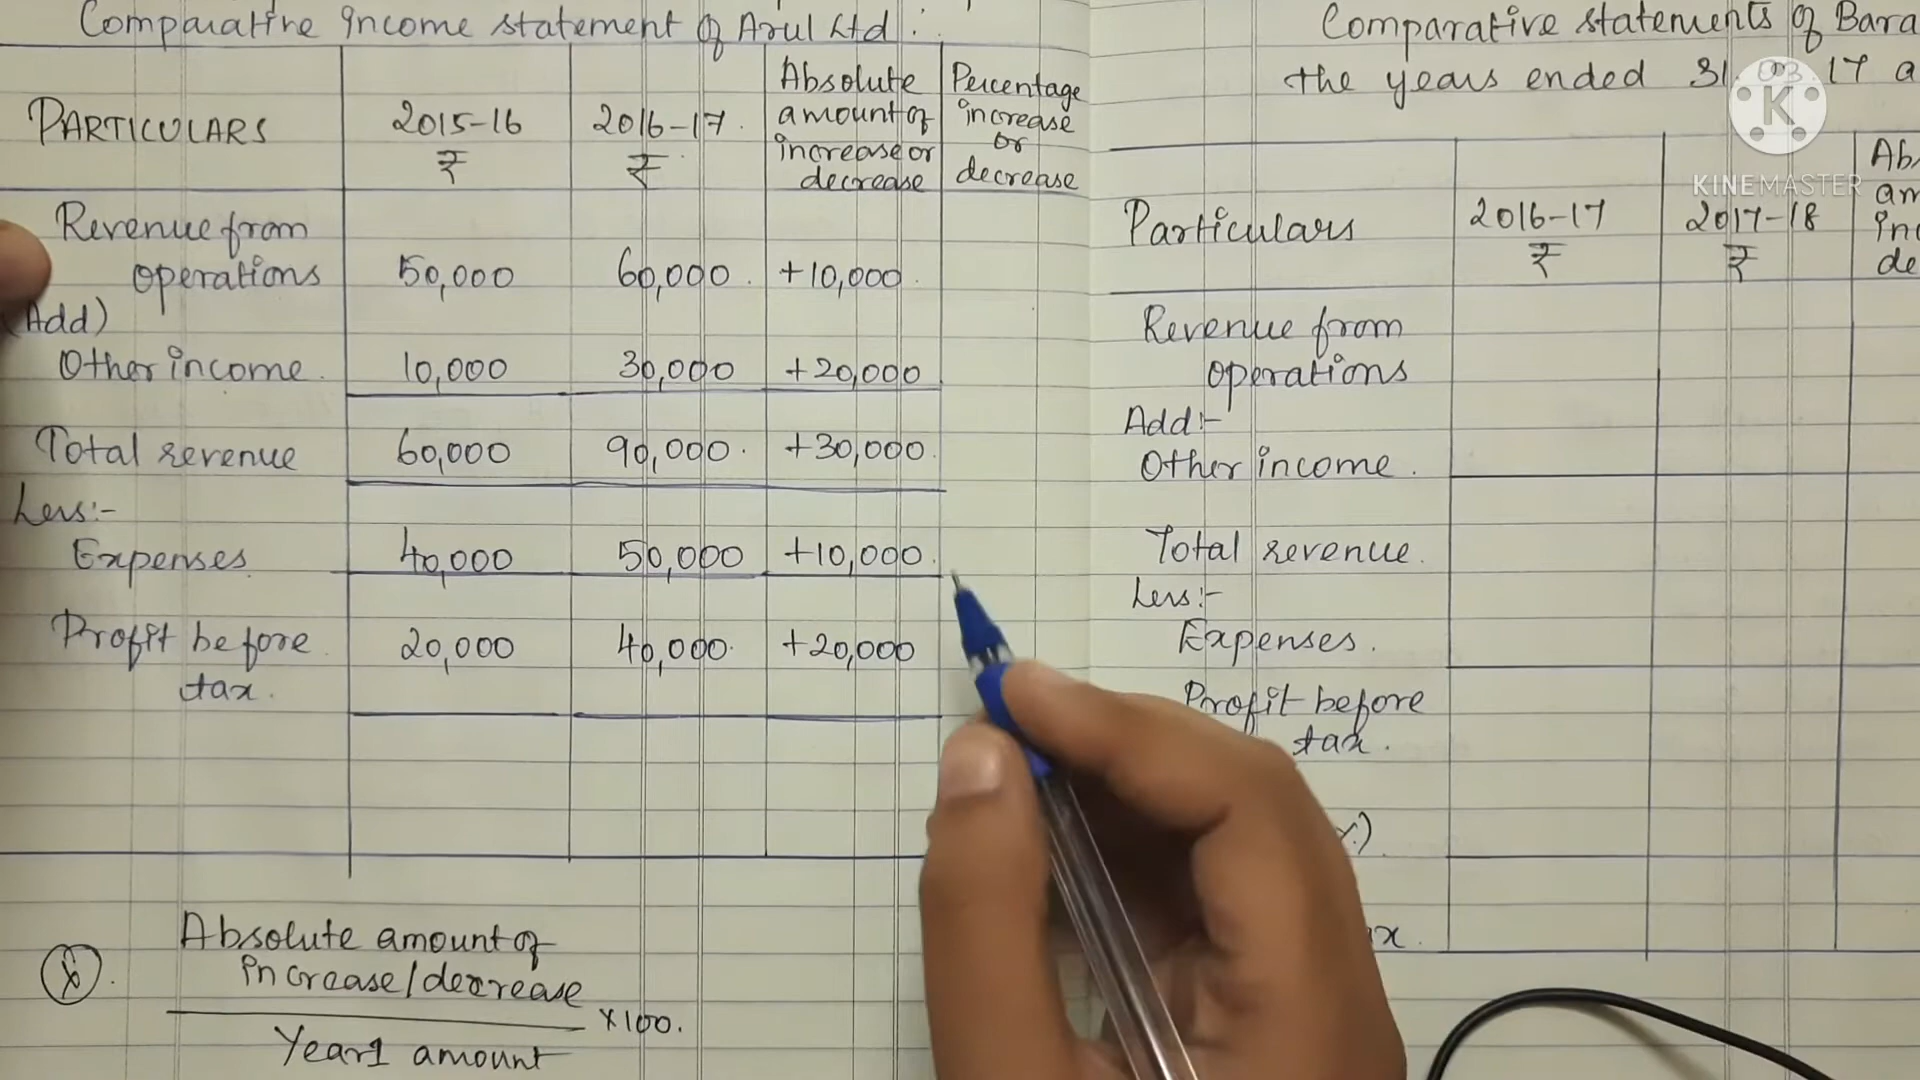 Comparative income statement of Arul Ltd.
PARTICULARS
2015-16
₹
2016-17
₹
Absolute
amount of
increase or
decrease
Percentage
increase
or
decrease
Revenue from
operations 50,000 60,000 +10,000
(Add)
Other income 10,000 30,000 +20,000
Total revenue 60,000 90,000 +30,000
Less:-
Expenses 40,000 50,000 +10,000
Profit before 20,000 40,000 +20,000
tax.
Absolute amount of
increase/decrease
×100.
Year1 amount
Comparative statements of Bara
the years ended 31 03 17 a
K
KINEMASTER
Particulars
2016-17
₹
2017-18
₹
Abs
am
inc
de
Revenue from
operations
Add:-
Other income.
Total revenue.
Less:-
Expenses.
Profit before
tax.
%)
x.